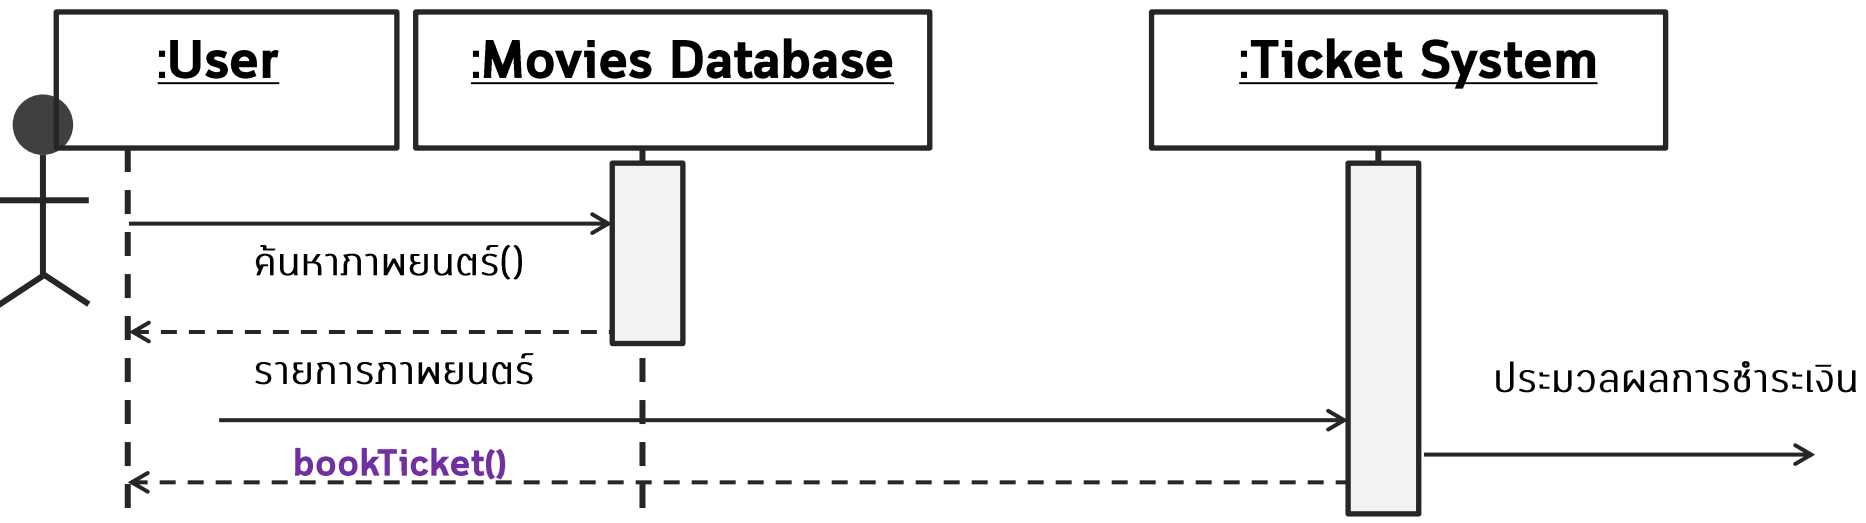 :User
:Movies Database
:Ticket System
ค้นหาภาพยนตร์()
รายการภาพยนตร์
ประมวลผลการชำระเงิน
bookTicket()